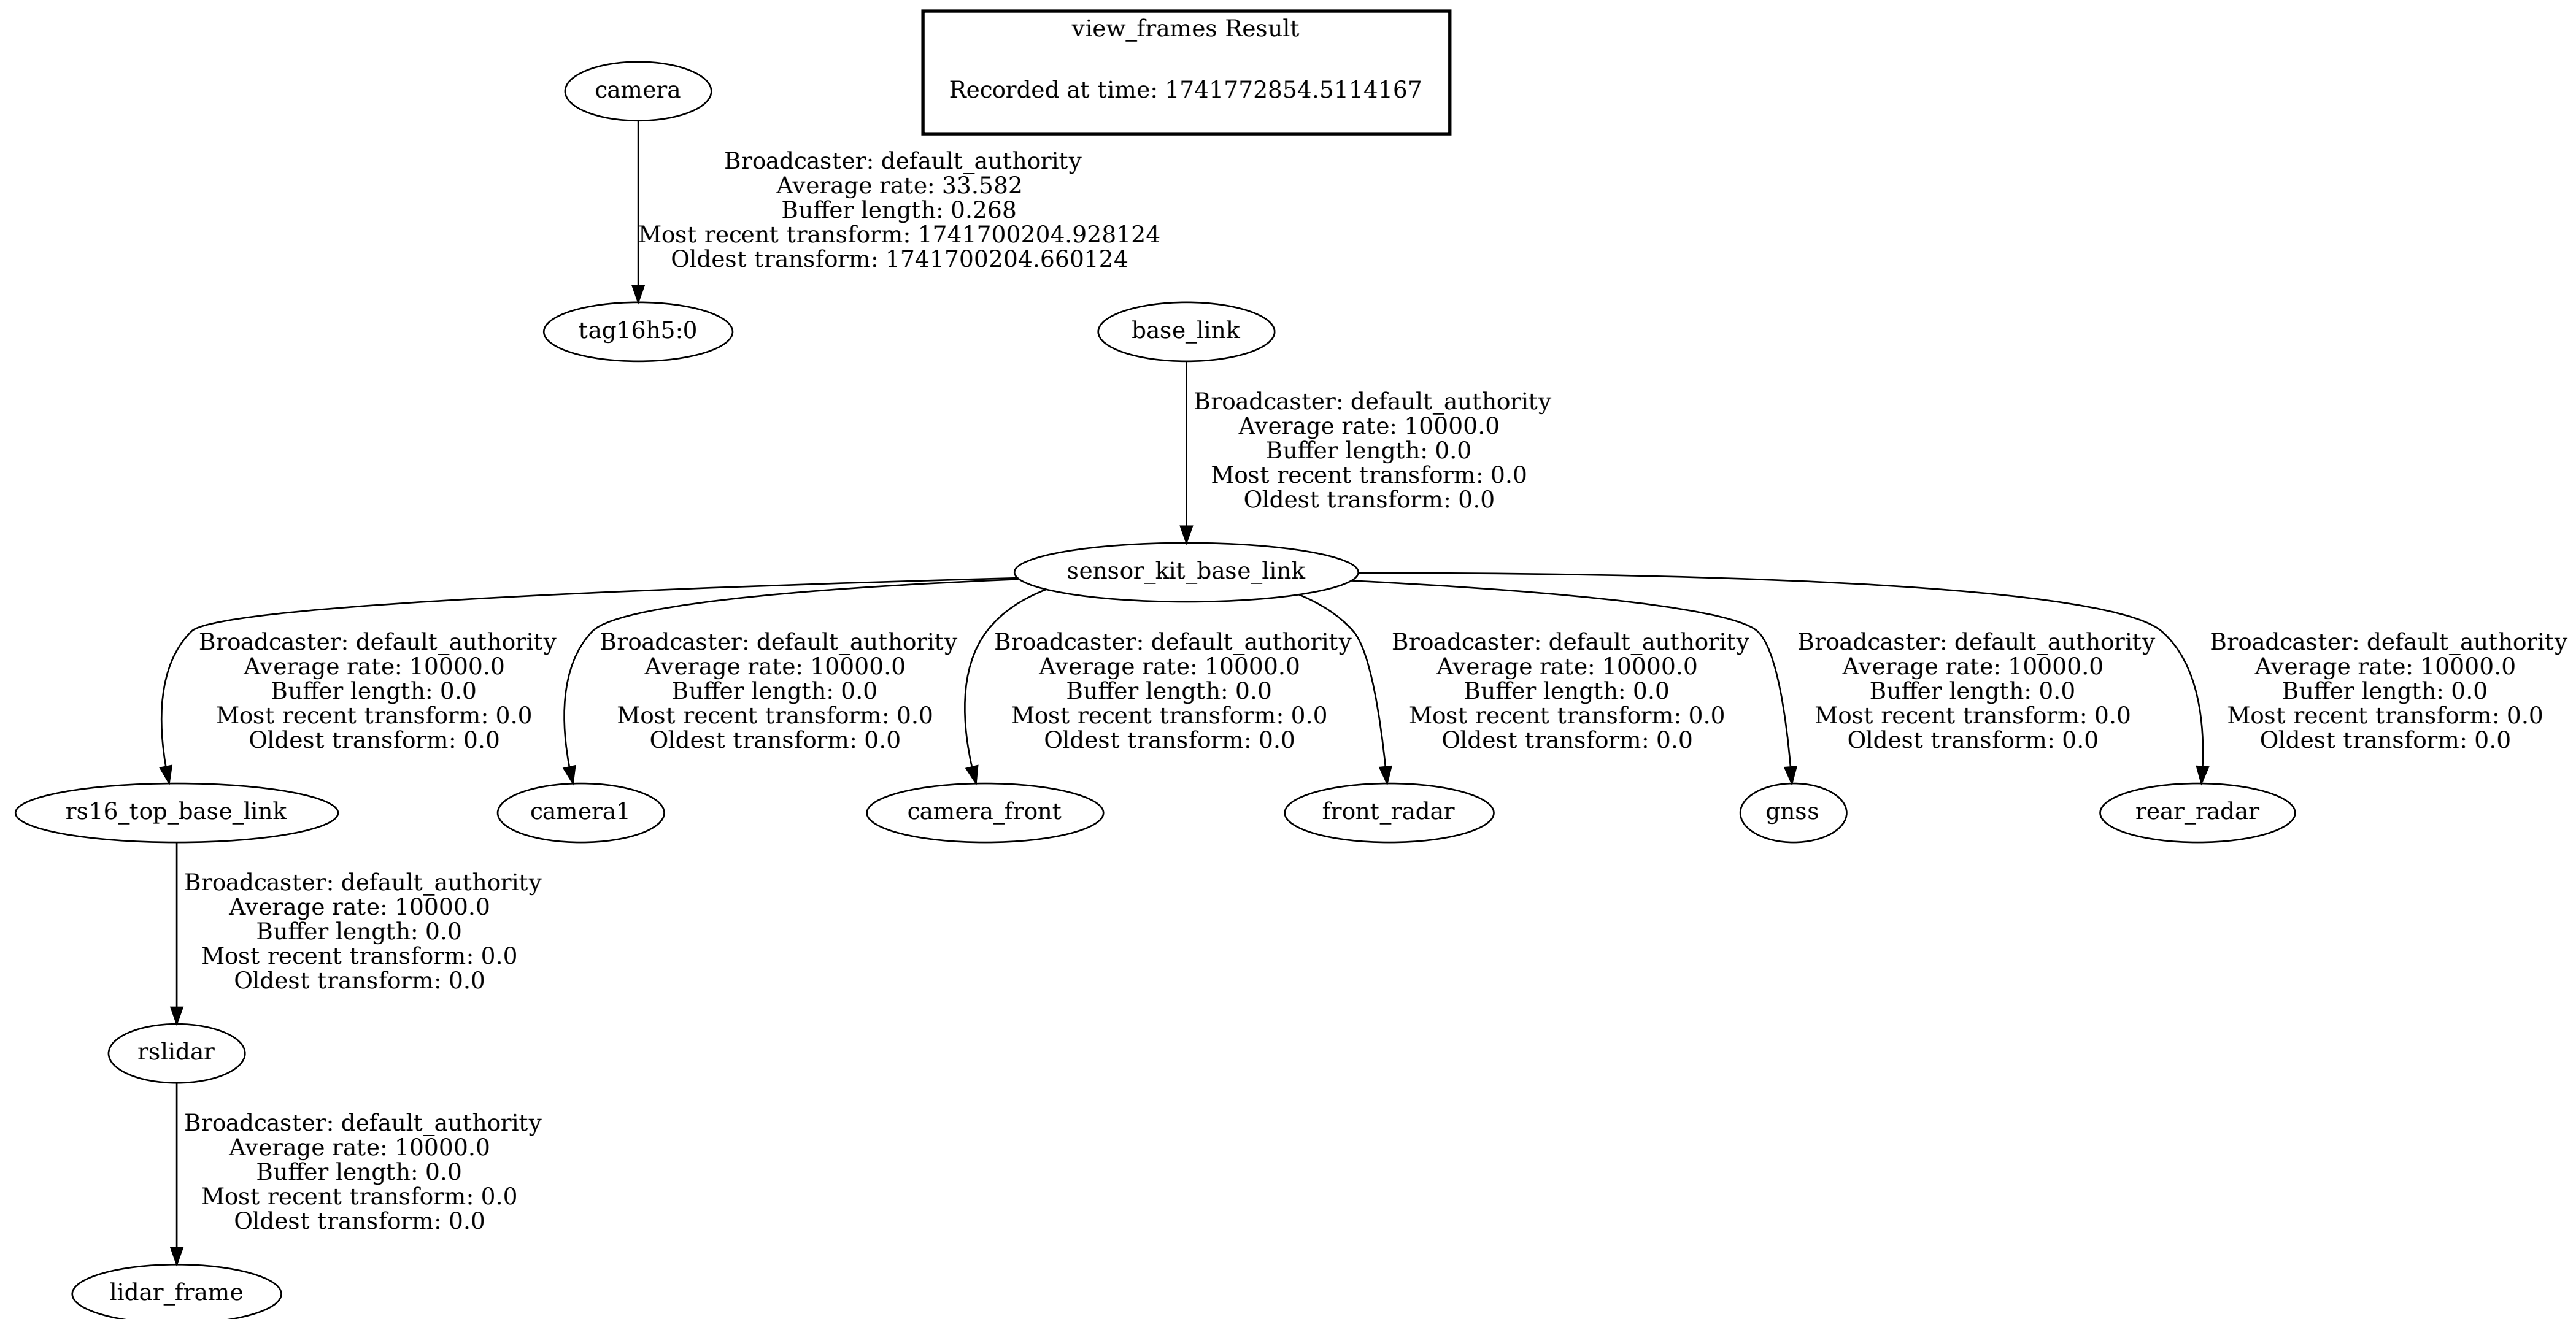 view_frames Result
Recorded at time: 1741772854.5114167
camera
Broadcaster: default_authority
Average rate: 33.582
Buffer length: 0.268
Most recent transform: 1741700204.928124
Oldest transform: 1741700204.660124
tag16h5:0
base_link
Broadcaster: default_authority
Average rate: 10000.0
Buffer length: 0.0
Most recent transform: 0.0
Oldest transform: 0.0
sensor_kit_base_link
Broadcaster: default_authority
Average rate: 10000.0
Buffer length: 0.0
Most recent transform: 0.0
Oldest transform: 0.0
Broadcaster: default_authority
Average rate: 10000.0
Buffer length: 0.0
Most recent transform: 0.0
Oldest transform: 0.0
Broadcaster: default_authority
Average rate: 10000.0
Buffer length: 0.0
Most recent transform: 0.0
Oldest transform: 0.0
Broadcaster: default_authority
Average rate: 10000.0
Buffer length: 0.0
Most recent transform: 0.0
Oldest transform: 0.0
Broadcaster: default_authority
Average rate: 10000.0
Buffer length: 0.0
Most recent transform: 0.0
Oldest transform: 0.0
Broadcaster: default_authority
Average rate: 10000.0
Buffer length: 0.0
Most recent transform: 0.0
Oldest transform: 0.0
rs16_top_base_link
camera1
camera_front
front_radar
gnss
rear_radar
Broadcaster: default_authority
Average rate: 10000.0
Buffer length: 0.0
Most recent transform: 0.0
Oldest transform: 0.0
rslidar
Broadcaster: default_authority
Average rate: 10000.0
Buffer length: 0.0
Most recent transform: 0.0
Oldest transform: 0.0
lidar_frame